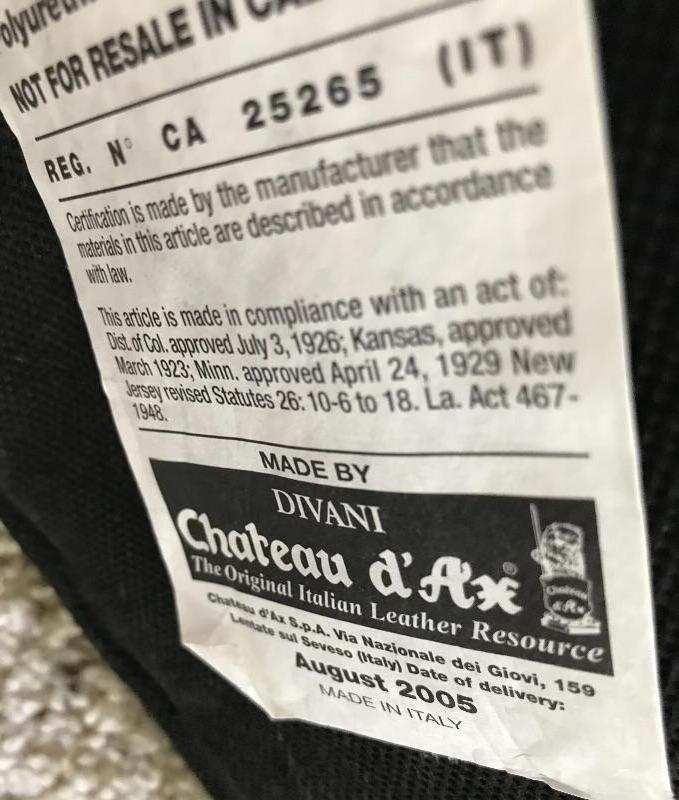 olyureth
NOT FOR RESALE IN CA
REG. N° CA 25265 (IT)
Certification is made by the manufacturer that the
materials in this article are described in accordance
with law.
This article is made in compliance with an act of:
Dist. of Col. approved July 3, 1926; Kansas, approved
March 1923; Minn. approved April 24, 1929 New
Jersey revised Statutes 26: 10-6 to 18. La. Act 467-
1948.
MADE BY
DIVANI
Chateau d'Ax®
The Original Italian Leather Resource
Chateau d'Ax
Chateau d'Ax S.p.A. Via Nazionale dei Giovi, 159
Lentate sul Seveso (Italy) Date of delivery:
August 2005
MADE IN ITALY